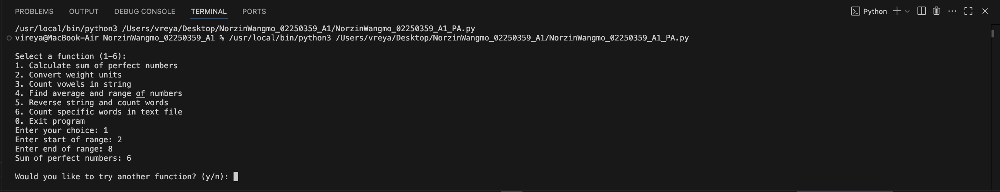 PROBLEMS OUTPUT DEBUG CONSOLE TERMINAL PORTS Python
/usr/local/bin/python3 /Users/vreya/Desktop/NorzinWangmo_02250359_A1/NorzinWangmo_02250359_A1_PA.py
vireya@MacBook-Air NorzinWangmo_02250359_A1 % /usr/local/bin/python3 /Users/vreya/Desktop/NorzinWangmo_02250359_A1/NorzinWangmo_02250359_A1_PA.py
Select a function (1-6):
1. Calculate sum of perfect numbers
2. Convert weight units
3. Count vowels in string
4. Find average and range of numbers
5. Reverse string and count words
6. Count specific words in text file
0. Exit program
Enter your choice: 1
Enter start of range: 2
Enter end of range: 8
Sum of perfect numbers: 6
Would you like to try another function? (y/n):